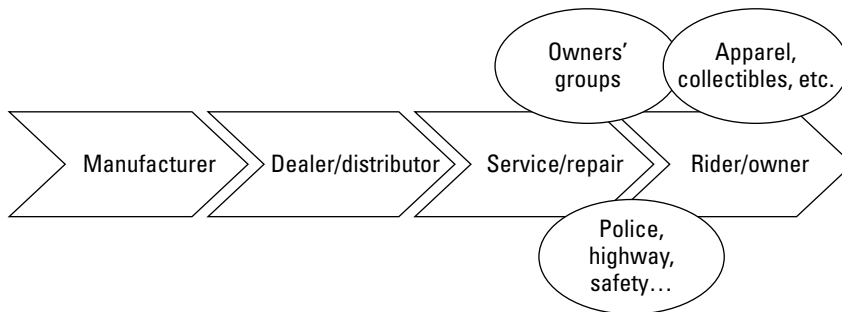 Owners’
groups
Apparel,
collectibles, etc.
Manufacturer
Dealer/distributor
Service/repair
Rider/owner
Police,
highway,
safety…